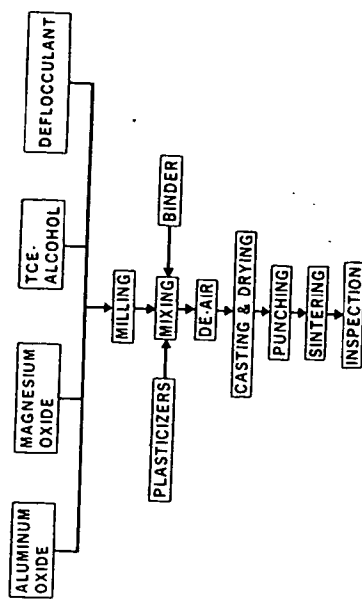 ALUMINUM
OXIDE
MAGNESIUM
OXIDE
TCE-
ALCOHOL
DEFLOCCULANT
MILLING
PLASTICIZERS
MIXING
BINDER
DE-AIR
CASTING & DRYING
PUNCHING
SINTERING
INSPECTION